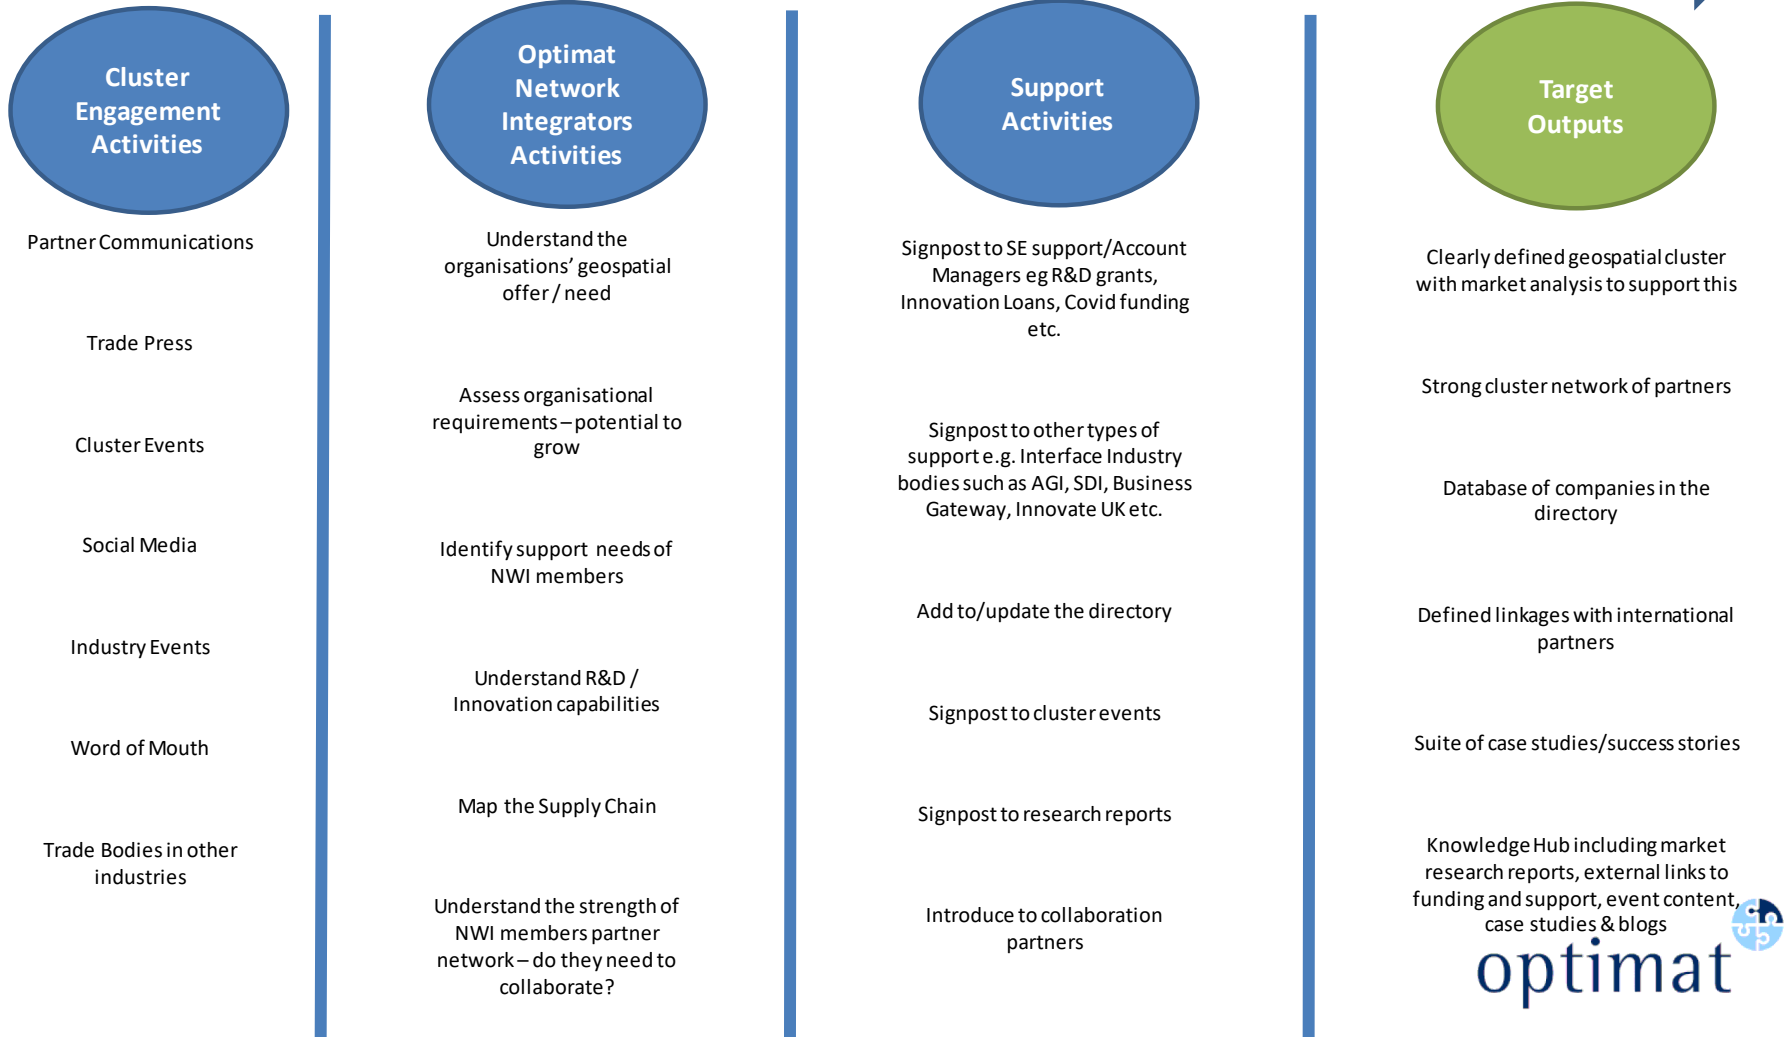 Cluster
Engagement
Activities
Partner Communications
Trade Press
Cluster Events
Social Media
Industry Events
Word of Mouth
Trade Bodies in other
industries
Optimat
Network
Integrators
Activities
Understand the
organisations' geospatial
offer / need
Assess organisational
requirements – potential to
grow
Identify support needs of
NWI members
Understand R&D /
Innovation capabilities
Map the Supply Chain
Understand the strength of
NWI members partner
network – do they need to
collaborate?
Support
Activities
Signpost to SE support/Account
Managers eg R&D grants,
Innovation Loans, Covid funding
etc.
Signpost to other types of
support e.g. Interface Industry
bodies such as AGI, SDI, Business
Gateway, Innovate UK etc.
Add to/update the directory
Signpost to cluster events
Signpost to research reports
Introduce to collaboration
partners
Target
Outputs
Clearly defined geospatial cluster
with market analysis to support this
Strong cluster network of partners
Database of companies in the
directory
Defined linkages with international
partners
Suite of case studies/success stories
Knowledge Hub including market
research reports, external links to
funding and support, event content,
case studies & blogs
optimat